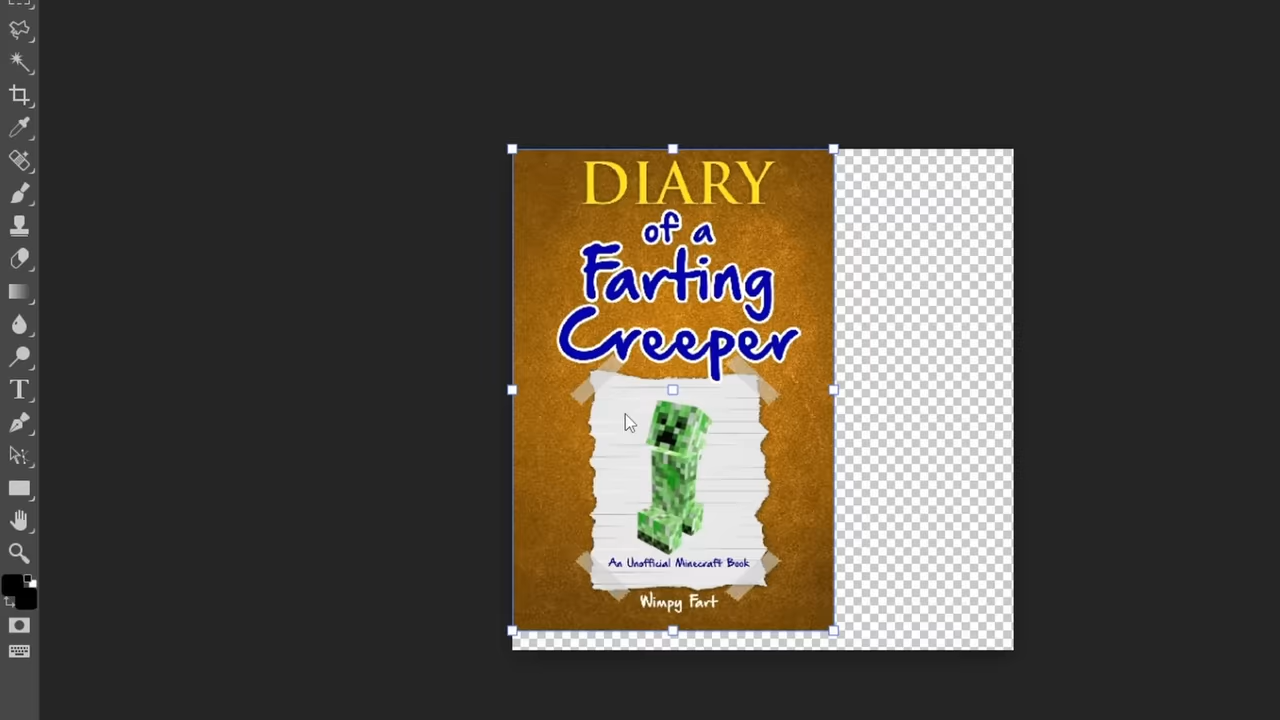 DIARY
of a
Farting
Creeper
An Unofficial Minecraft Book
Wimpy Fart